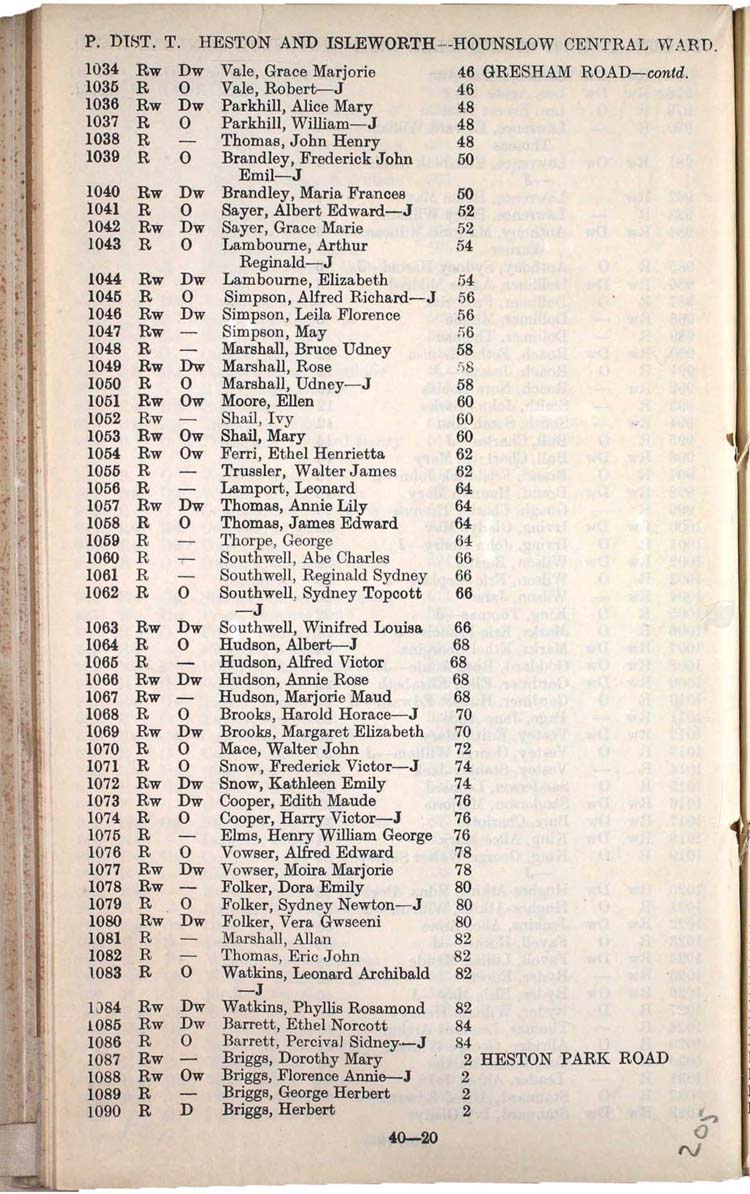 P. DIST. T. HESTON AND ISLEWORTH—HOUNSLOW CENTRAL WARD.
1034 Rw Dw Vale, Grace Marjorie 46 GRESHAM ROAD—contd.
1035 R O Vale, Robert—J 46
1036 Rw Dw Parkhill, Alice Mary 48
1037 R O Parkhill, William—J 48
1038 R — Thomas, John Henry 48
1039 R O Brandley, Frederick John 50
Emil—J
1040 Rw Dw Brandley, Maria Frances 50
1041 R O Sayer, Albert Edward—J 52
1042 Rw Dw Sayer, Grace Marie 52
1043 R O Lambourne, Arthur 54
Reginald—J
1044 Rw Dw Lambourne, Elizabeth 54
1045 R O Simpson, Alfred Richard—J 56
1046 Rw Dw Simpson, Leila Florence 56
1047 Rw — Simpson, May 56
1048 R — Marshall, Bruce Udney 58
1049 Rw Dw Marshall, Rose 58
1050 R O Marshall, Udney—J 58
1051 Rw Ow Moore, Ellen 60
1052 Rw — Shail, Ivy 60
1053 Rw Ow Shail, Mary 60
1054 Rw Ow Ferri, Ethel Henrietta 62
1055 R — Trussler, Walter James 62
1056 R — Lamport, Leonard 64
1057 Rw Dw Thomas, Annie Lily 64
1058 R O Thomas, James Edward 64
1059 R — Thorpe, George 64
1060 R — Southwell, Abe Charles 66
1061 R — Southwell, Reginald Sydney 66
1062 R O Southwell, Sydney Topcott 66
—J
1063 Rw Dw Southwell, Winifred Louisa 66
1064 R O Hudson, Albert—J 68
1065 R — Hudson, Alfred Victor 68
1066 Rw Dw Hudson, Annie Rose 68
1067 Rw — Hudson, Marjorie Maud 68
1068 R O Brooks, Harold Horace—J 70
1069 Rw Dw Brooks, Margaret Elizabeth 70
1070 R O Mace, Walter John 72
1071 R O Snow, Frederick Victor—J 74
1072 Rw Dw Snow, Kathleen Emily 74
1073 Rw Dw Cooper, Edith Maude 76
1074 R O Cooper, Harry Victor—J 76
1075 R — Elms, Henry William George 76
1076 R O Vowser, Alfred Edward 78
1077 Rw Dw Vowser, Moira Marjorie 78
1078 Rw — Folker, Dora Emily 80
1079 R O Folker, Sydney Newton—J 80
1080 Rw Dw Folker, Vera Gwseeni 80
1081 R — Marshall, Allan 82
1082 R — Thomas, Eric John 82
1083 R O Watkins, Leonard Archibald 82
—J
1084 Rw Dw Watkins, Phyllis Rosamond 82
1085 Rw Dw Barrett, Ethel Norcott 84
1086 R O Barrett, Percival Sidney—J 84
1087 Rw — Briggs, Dorothy Mary 2 HESTON PARK ROAD
1088 Rw Ow Briggs, Florence Annie—J 2
1089 R — Briggs, George Herbert 2
1090 R D Briggs, Herbert 2
40—20
205